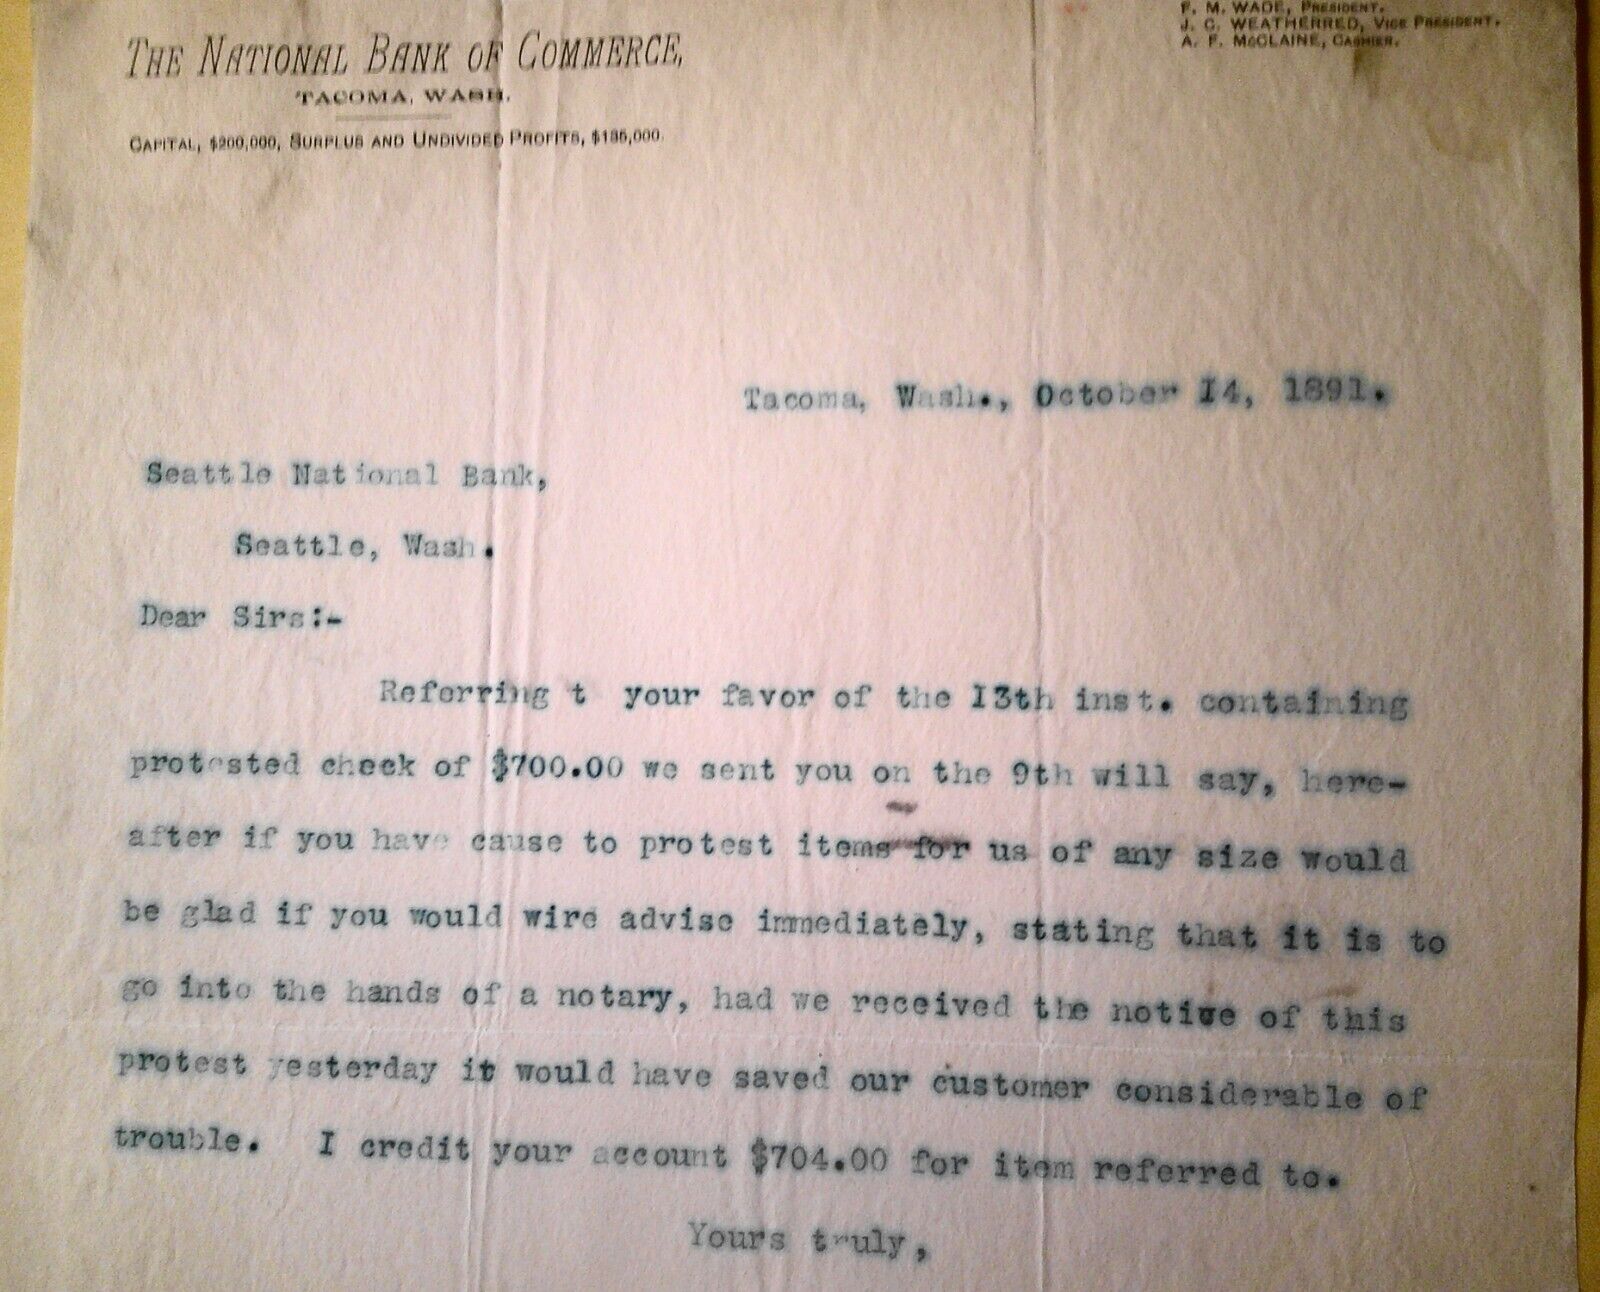 THE NATIONAL BANK OF COMMERCE,
TACOMA, WASH.
CAPITAL, $200,000, SURPLUS AND UNDIVIDED PROFITS, $185,000.
F. M. WADE, PRESIDENT.
J. C. WEATHERRED, VICE PRESIDENT.
A. F. McCLAINE, CASHIER.
Tacoma, Wash., October 14, 1891.
Seattle National Bank,
Seattle, Wash.
Dear Sirs:-
Referring t your favor of the 13th inst. containing
protested check of $700.00 we sent you on the 9th will say, here-
after if you have cause to protest items for us of any size would
be glad if you would wire advise immediately, stating that it is to
go into the hands of a notary, had we received the notive of this
protest yesterday it would have saved our customer considerable of
trouble. I credit your account $704.00 for item referred to.
Yours truly,